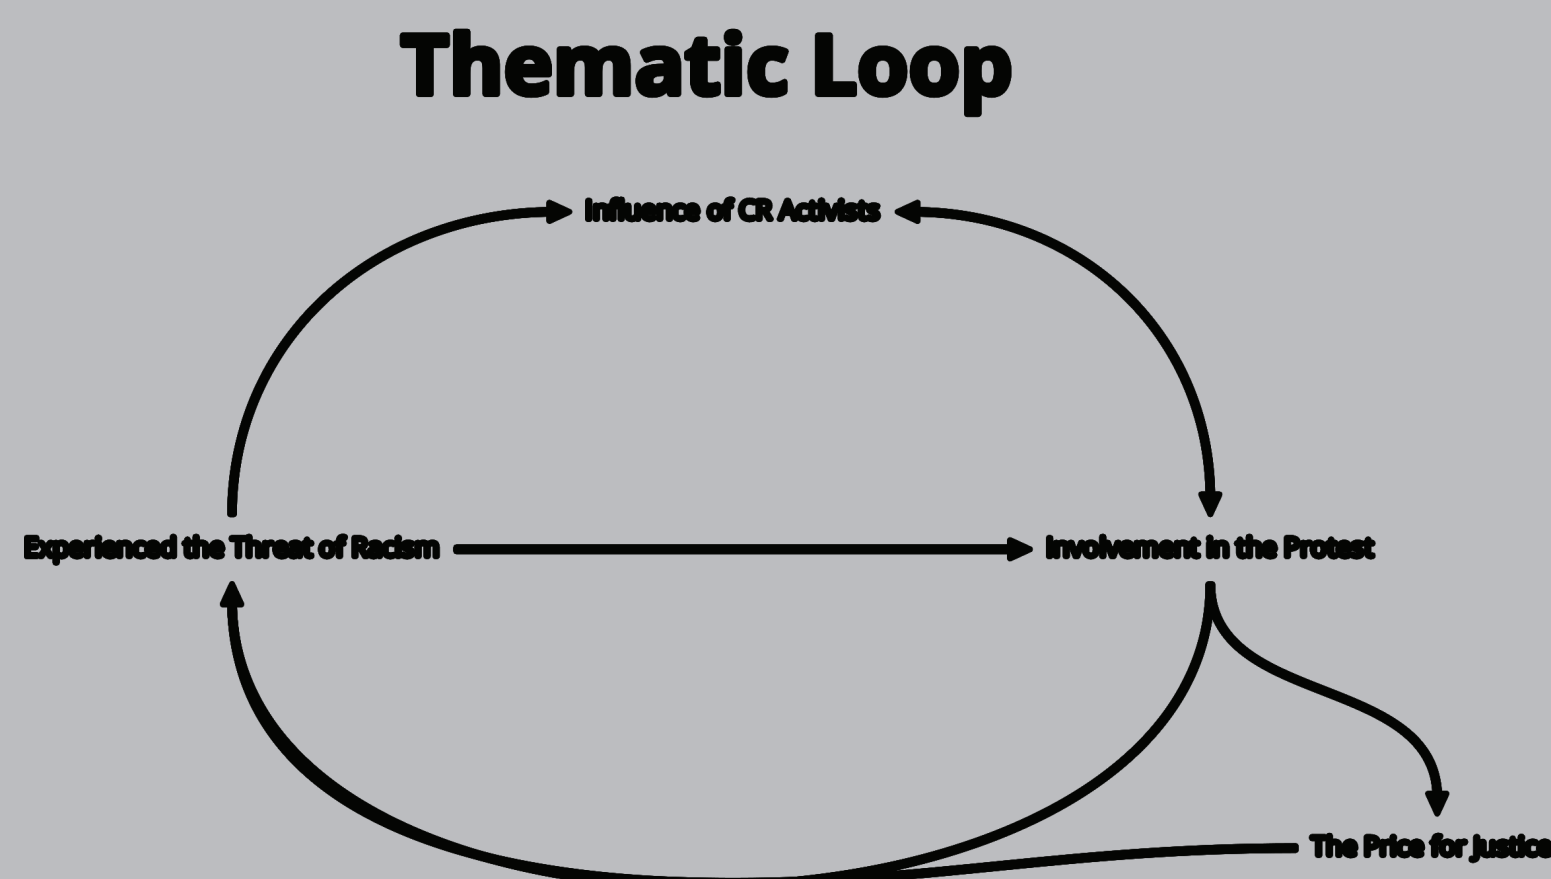 Thematic Loop
Influence of CR Activists
Experienced the Threat of Racism
Involvement in the Protest
The Price for Justice